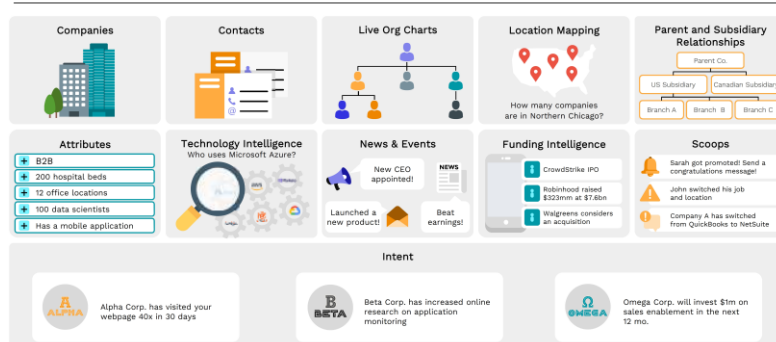 Companies
Contacts
Live Org Charts
Location Mapping
How many companies
are in Northern Chicago?
Parent and Subsidiary
Relationships
Parent Co.
US Subsidiary
Canadian Subsidiary
Branch A
Branch B
Branch C
Attributes
B2B
200 hospital beds
12 office locations
100 data scientists
Has a mobile application
Technology Intelligence
Who uses Microsoft Azure?
aws
News & Events
New CEO
appointed!
NEWS
Launched a
new product!
Beat
earnings!
Funding Intelligence
CrowdStrike IPO
Robinhood raised
$323mm at $7.6bn
Walgreens considers
an acquisition
Scoops
Sarah got promoted! Send a
congratulations message!
John switched his job
and location
Company A has switched
from QuickBooks to NetSuite
Intent
ALPHA
Alpha Corp. has visited your
webpage 40x in 30 days
B
BETA
Beta Corp. has increased online
research on application
monitoring
Ω
OMEGA
Omega Corp. will invest $1m on
sales enablement in the next
12 mo.